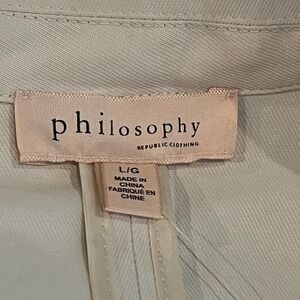 philosophy
REPUBLIC CLOTHING
L/G
MADE IN
CHINA
FABRIQUÉ EN
CHINE